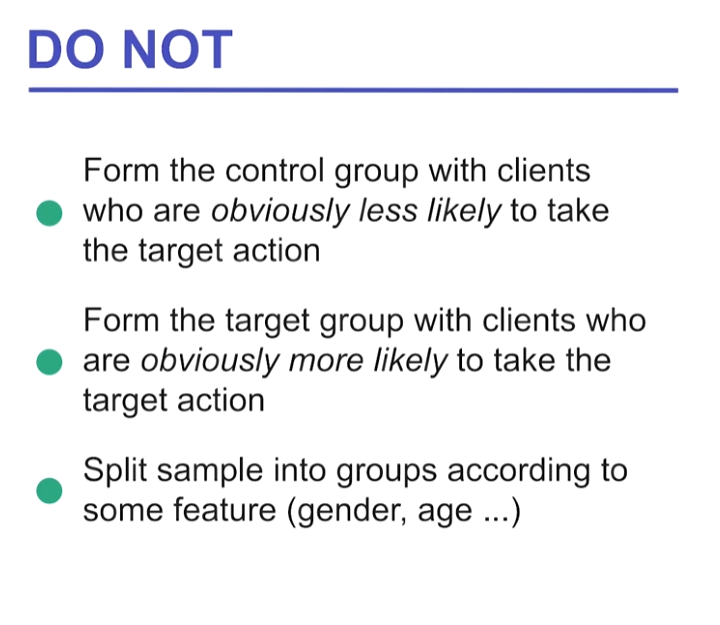 DO NOT
Form the control group with clients
who are obviously less likely to take
the target action
Form the target group with clients who
are obviously more likely to take the
target action
Split sample into groups according to
some feature (gender, age ...)